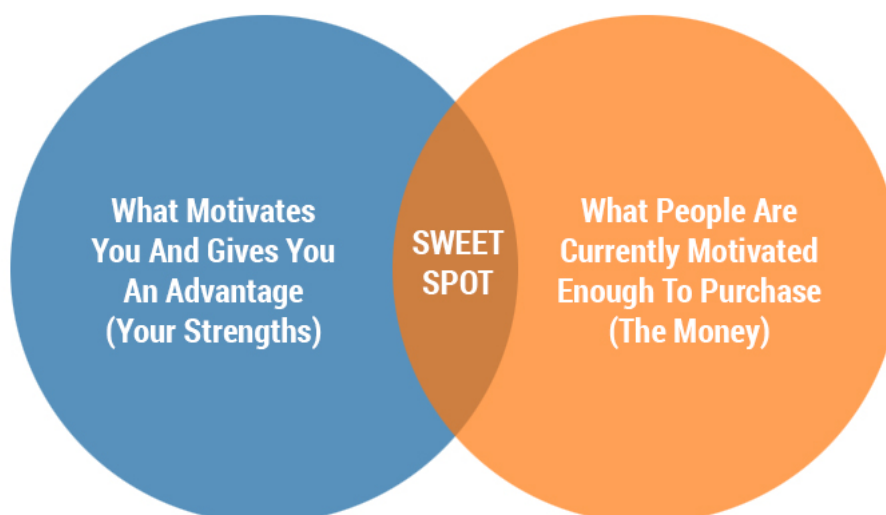 What Motivates
You And Gives You
An Advantage
(Your Strengths)
SWEET
SPOT
What People Are
Currently Motivated
Enough To Purchase
(The Money)